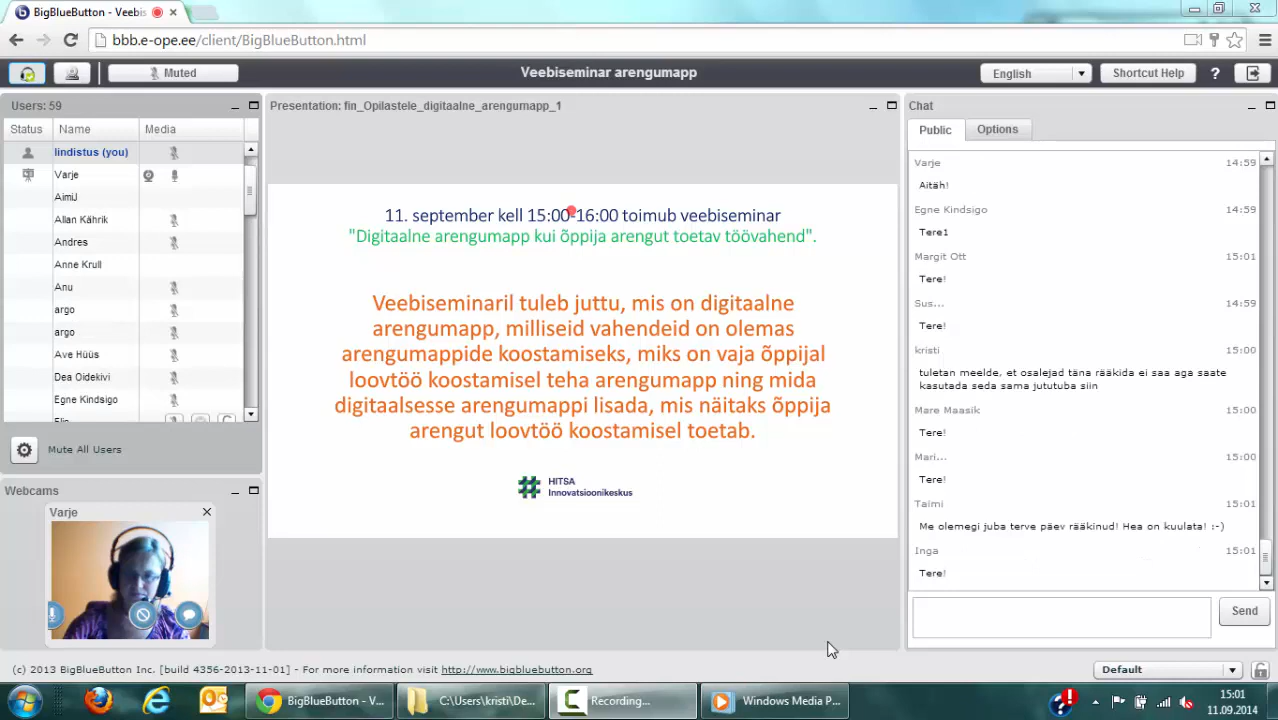 BigBlueButton - Veebis
bbb.e-ope.ee/client/BigBlueButton.html
Muted
Veebiseminar arengumapp
English
Shortcut Help
?
Users: 59
Status Name Media
lindistus (you)
Varje
AimiJ
Allan Kährik
Andres
Anne Krull
Anu
argo
argo
Ave Hüüs
Dea Oidekivi
Egne Kindsigo
Mute All Users
Webcams
Varje
Presentation: fin_Opilastele_digitaalne_arengumapp_1
11. september kell 15:00-16:00 toimub veebiseminar
"Digitaalne arengumapp kui õppija arengut toetav töövahend".
Veebiseminaril tuleb juttu, mis on digitaalne
arengumapp, milliseid vahendeid on olemas
arengumappide koostamiseks, miks on vaja õppijal
loovtöö koostamisel teha arengumapp ning mida
digitaalsesse arengumappi lisada, mis näitaks õppija
arengut loovtöö koostamisel toetab.
HITSA
Innovatsioonikeskus
Chat
Public Options
Varje 14:59
Aitäh!
Egne Kindsigo 14:59
Tere1
Margit Ott 15:01
Tere!
Sus... 14:59
Tere!
kristi 15:00
tuletan meelde, et osalejad täna rääkida ei saa aga saate
kasutada seda sama jututuba siin
Mare Maasik 15:00
Tere!
Mari... 15:00
Tere!
Taimi 15:01
Me olemegi juba terve päev rääkinud! Hea on kuulata! :-)
Inga 15:01
Tere!
Send
(c) 2013 BigBlueButton Inc. [build 4356-2013-11-01] - For more information visit http://www.bigbluebutton.org
Default
BigBlueButton - V...
C:\Users\kristi\De...
Recording...
Windows Media P...
15:01
11.09.2014